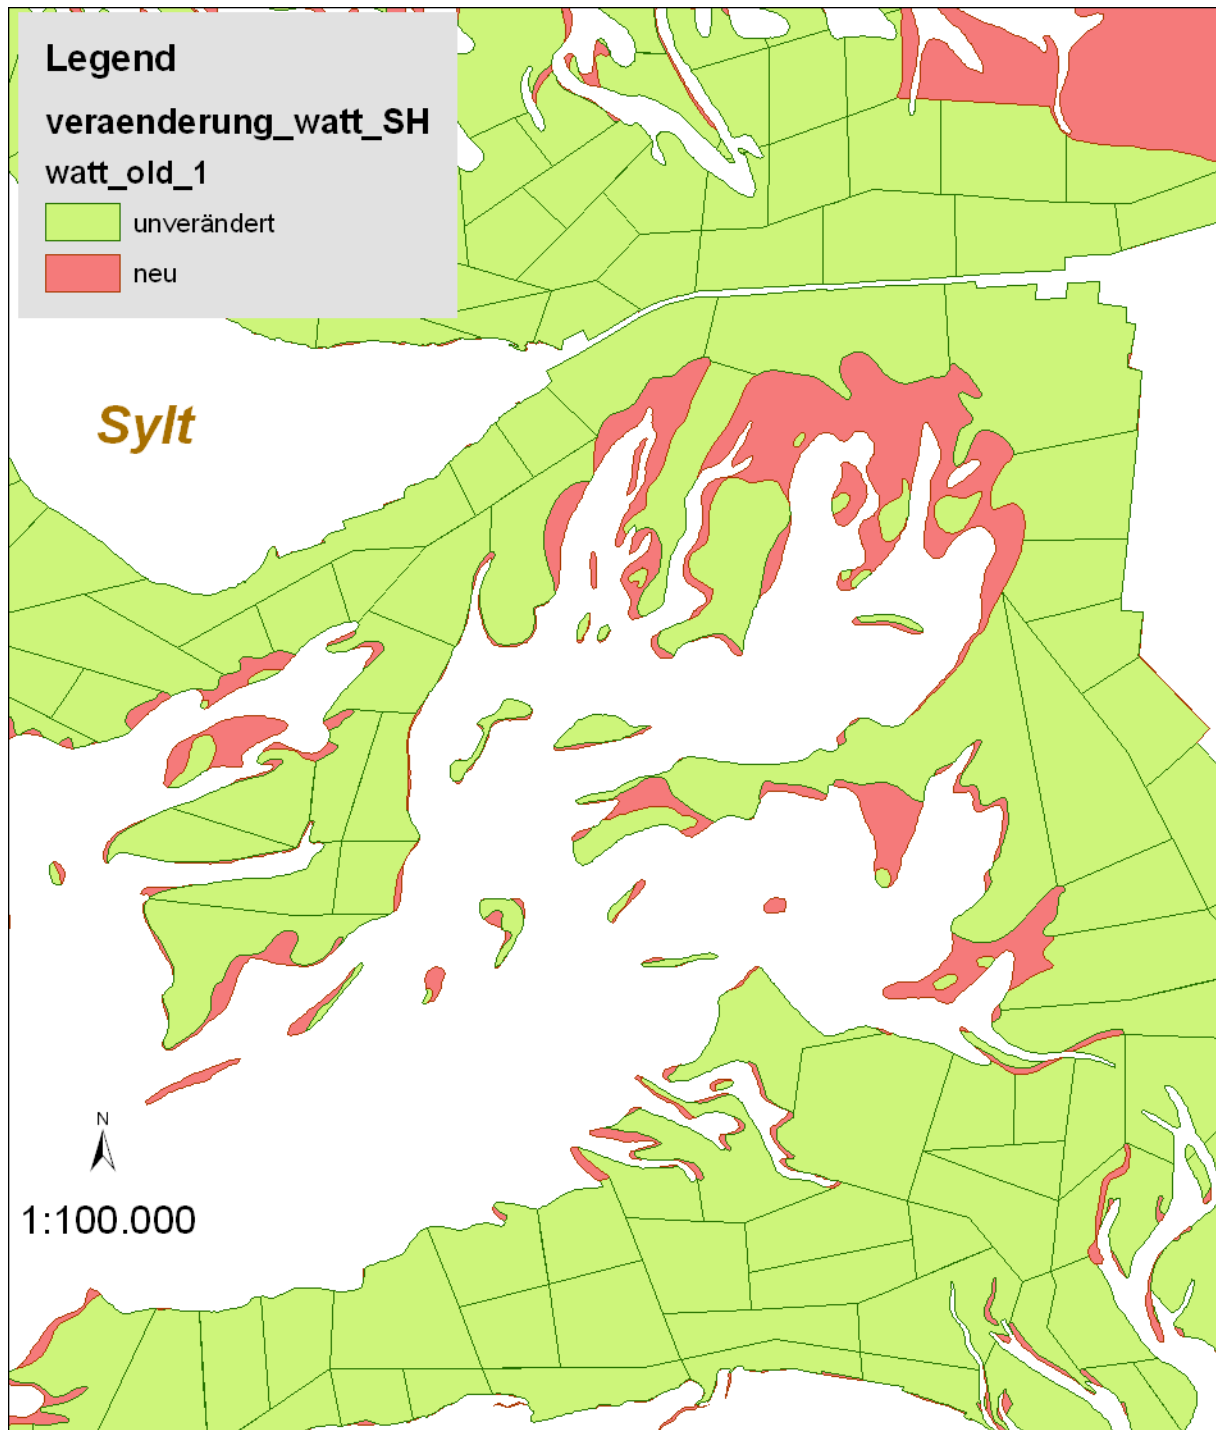 Legend
veraenderung_watt_SH
watt_old_1
unverändert
neu
Sylt
N
1:100.000